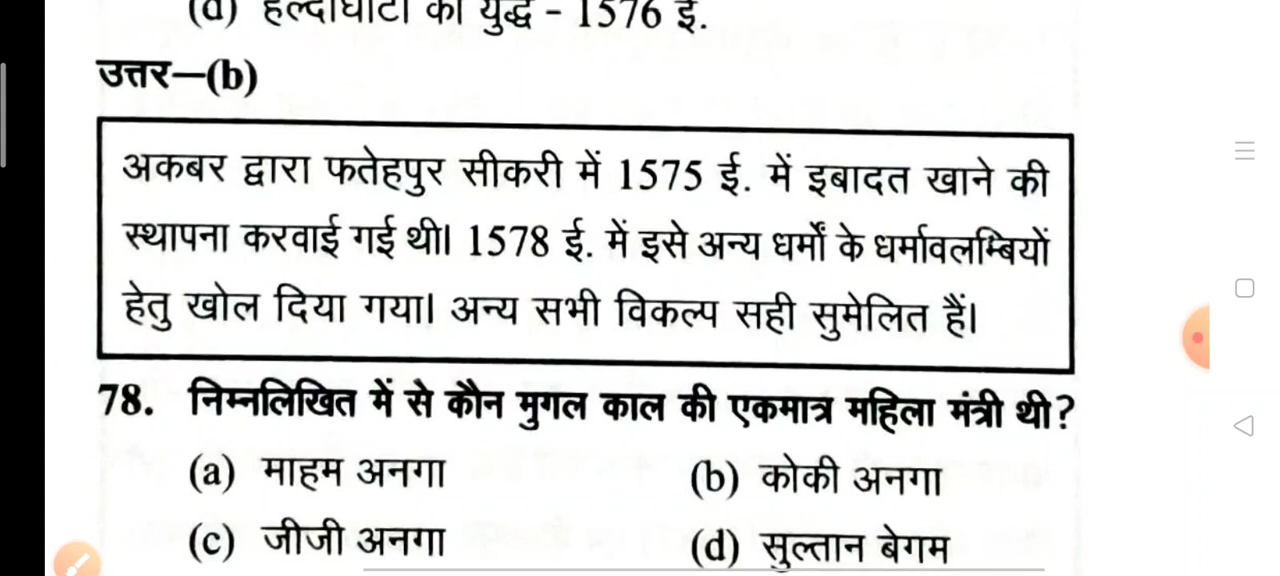 (d) हल्दीघाटी का युद्ध - 1576 ई.
उत्तर—(b)
अकबर द्वारा फतेहपुर सीकरी में 1575 ई. में इबादत खाने की
स्थापना करवाई गई थी। 1578 ई. में इसे अन्य धर्मों के धर्मावलम्बियों
हेतु खोल दिया गया। अन्य सभी विकल्प सही सुमेलित हैं।
78. निम्नलिखित में से कौन मुगल काल की एकमात्र महिला मंत्री थी?
(a) माहम अनगा (b) कोकी अनगा
(c) जीजी अनगा (d) सुल्तान बेगम